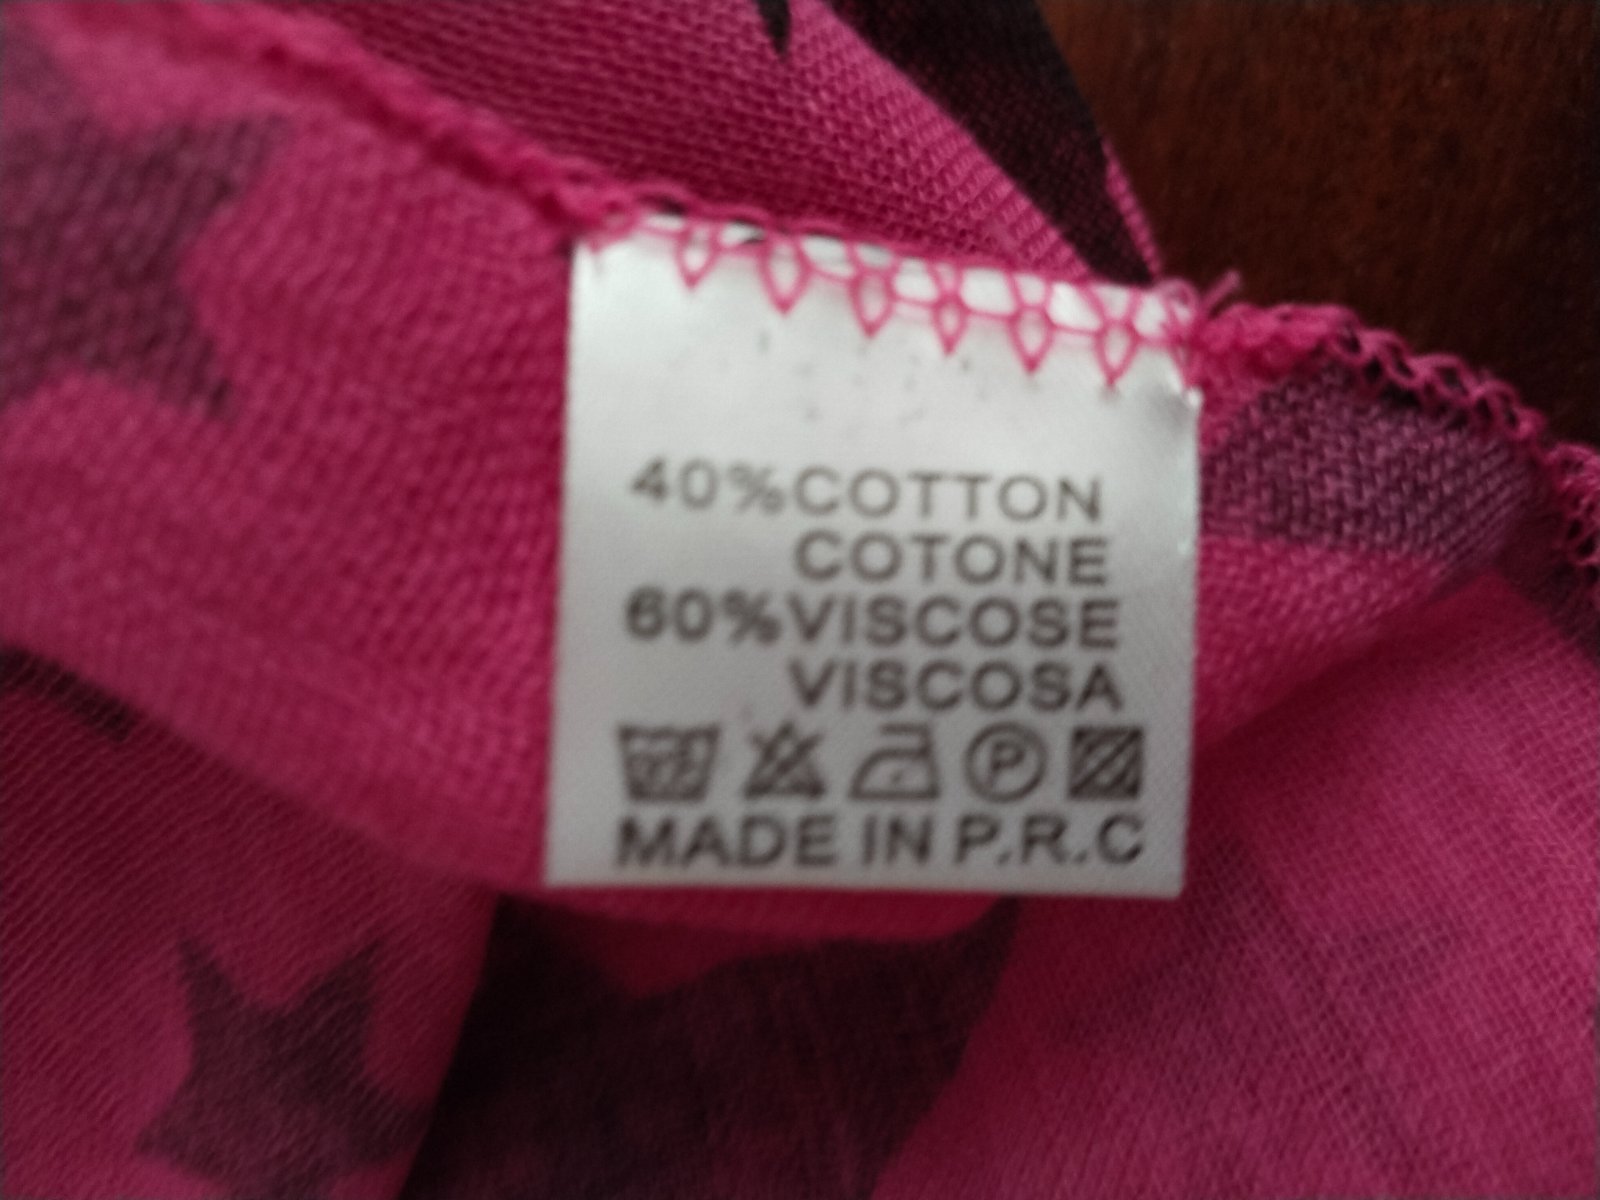 40%COTTON
COTONE
60%VISCOSE
VISCOSA
P
MADE IN P.R.C